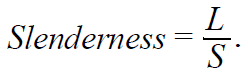 Slenderness = L/S.